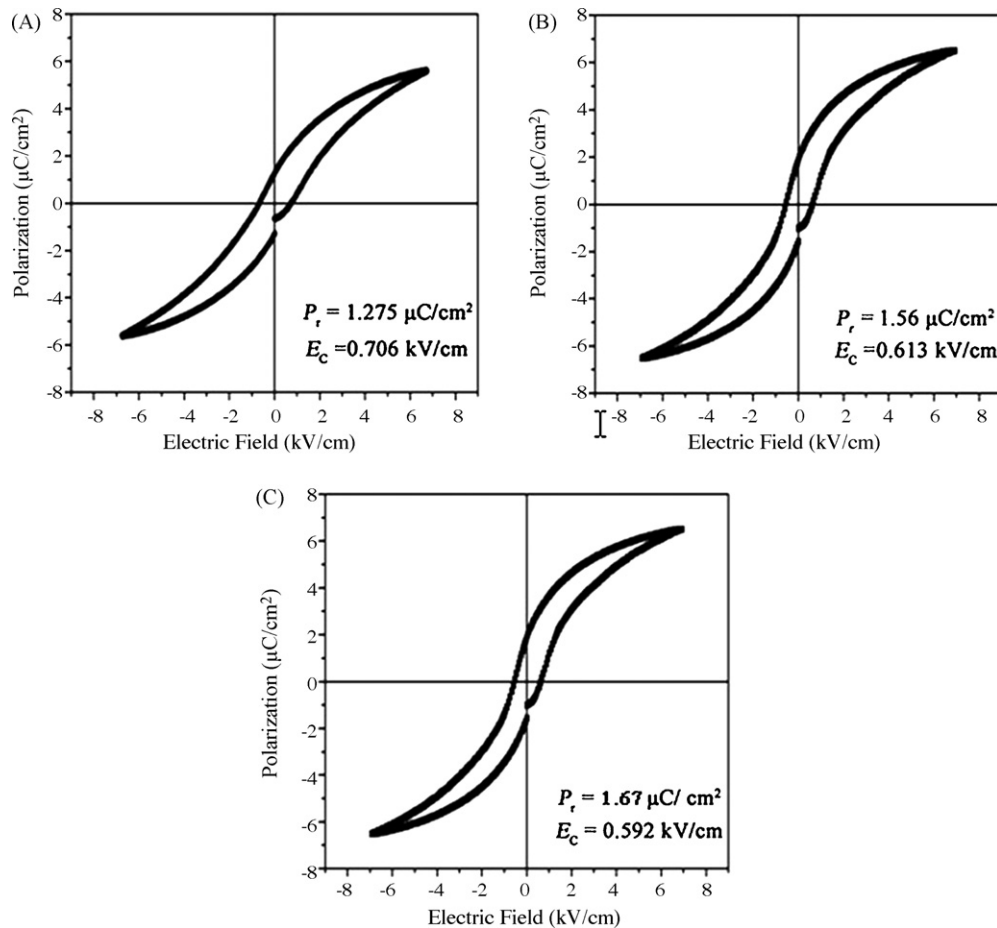 (A)
8
6
4
2
0
-2
-4
-6
-8
Polarization (μC/cm²)
-8 -6 -4 -2 0 2 4 6 8
Electric Field (kV/cm)
Pᵣ = 1.275 μC/cm²
E_C =0.706 kV/cm
(B)
8
6
4
2
0
-2
-4
-6
-8
Polarization (μC/cm²)
-8 -6 -4 -2 0 2 4 6 8
Electric Field (kV/cm)
Pᵣ = 1.56 μC/cm²
E_C = 0.613 kV/cm
(C)
8
6
4
2
0
-2
-4
-6
-8
Polarization (μC/cm²)
-8 -6 -4 -2 0 2 4 6 8
Electric Field (kV/cm)
Pᵣ = 1.67 μC/ cm²
E_C = 0.592 kV/cm